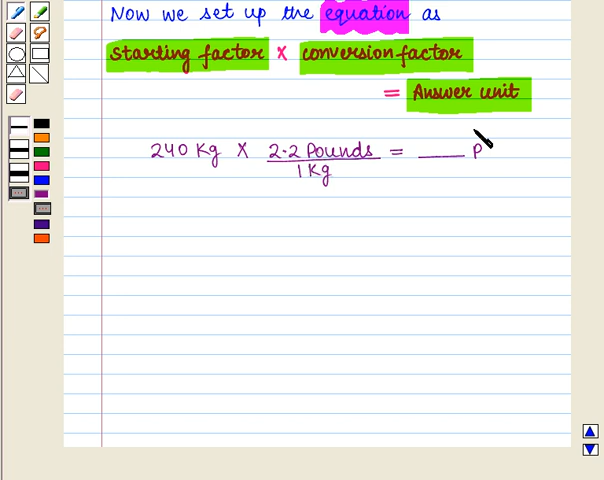 Now we set up the equation as
Starting factor × conversion factor
= Answer unit
240 Kg × 2.2 Pounds = ____ P
1 Kg